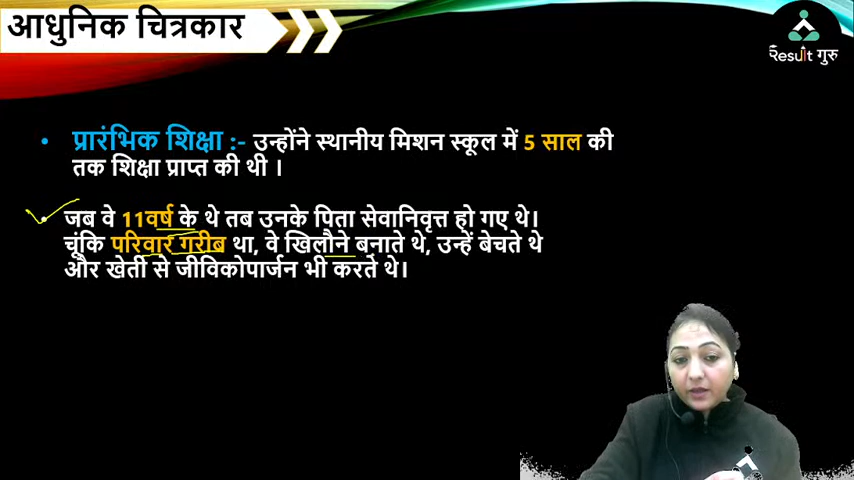 आधुनिक चित्रकार
Result गुरु
प्रारंभिक शिक्षा :- उन्होंने स्थानीय मिशन स्कूल में 5 साल की
तक शिक्षा प्राप्त की थी ।
जब वे 11वर्ष के थे तब उनके पिता सेवानिवृत्त हो गए थे।
चूंकि परिवार गरीब था, वे खिलौने बनाते थे, उन्हें बेचते थे
और खेती से जीविकोपार्जन भी करते थे।